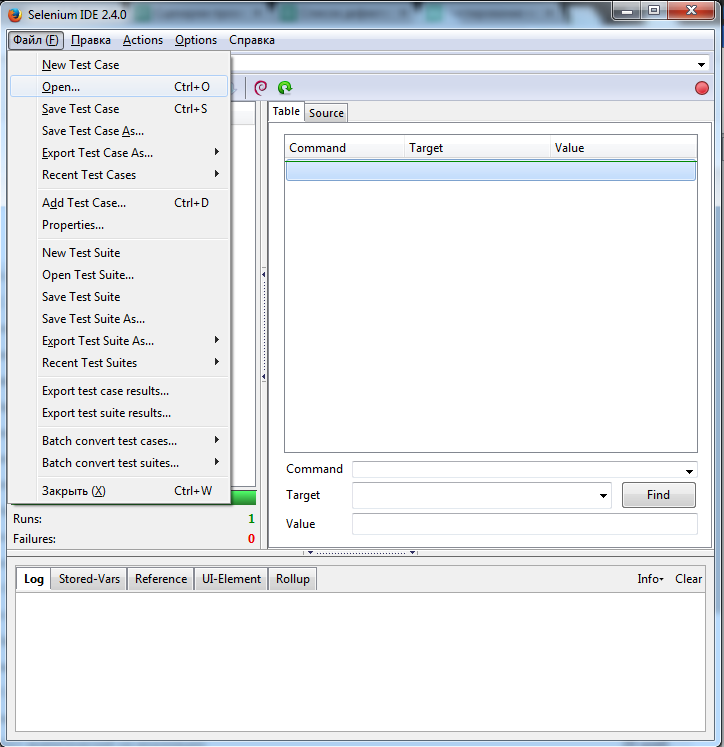 Selenium IDE 2.4.0
Файл (F) Правка Actions Options Справка
New Test Case
Open... Ctrl+O
Save Test Case Ctrl+S
Save Test Case As...
Export Test Case As...
Recent Test Cases
Add Test Case... Ctrl+D
Properties...
New Test Suite
Open Test Suite...
Save Test Suite
Save Test Suite As...
Export Test Suite As...
Recent Test Suites
Export test case results...
Export test suite results...
Batch convert test cases...
Batch convert test suites...
Закрыть (X) Ctrl+W
Runs: 1
Failures: 0
Table Source
Command Target Value
Command
Target Find
Value
Log Stored-Vars Reference UI-Element Rollup Info Clear